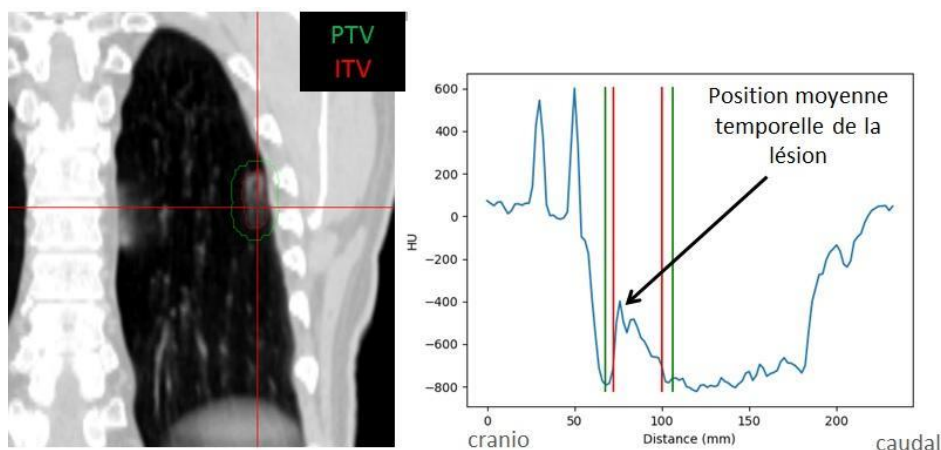 PTV
ITV
Position moyenne
temporelle de la
lésion
600
400
200
0
−200
−400
−600
−800
HU
0
50
100
150
200
cranio
Distance (mm)
caudal